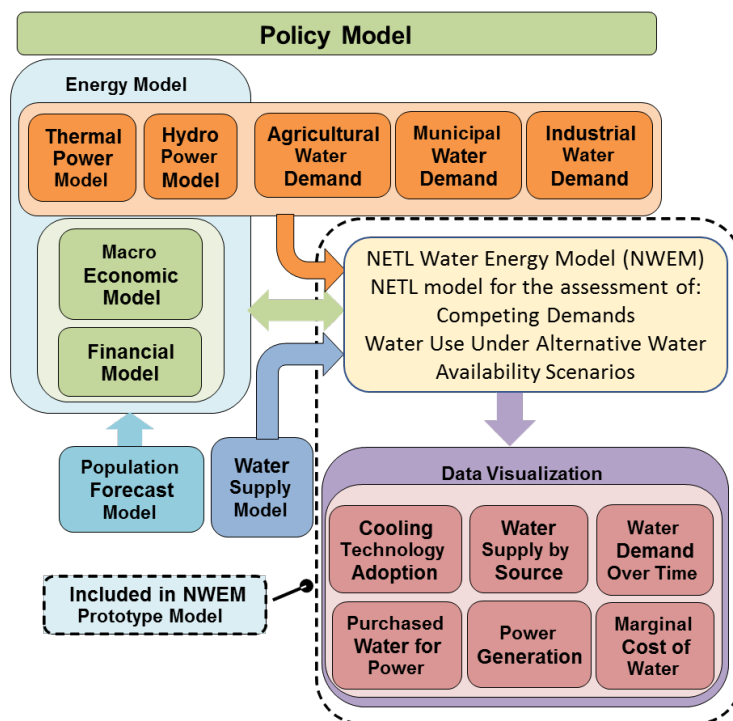 Policy Model
Energy Model
Thermal
Power
Model
Hydro
Power
Model
Agricultural
Water
Demand
Municipal
Water
Demand
Industrial
Water
Demand
Macro
Economic
Model
Financial
Model
NETL Water Energy Model (NWEM)
NETL model for the assessment of:
Competing Demands
Water Use Under Alternative Water
Availability Scenarios
Population
Forecast
Model
Water
Supply
Model
Data Visualization
Cooling
Technology
Adoption
Water
Supply by
Source
Water
Demand
Over Time
Purchased
Water for
Power
Power
Generation
Marginal
Cost of
Water
Included in NWEM
Prototype Model